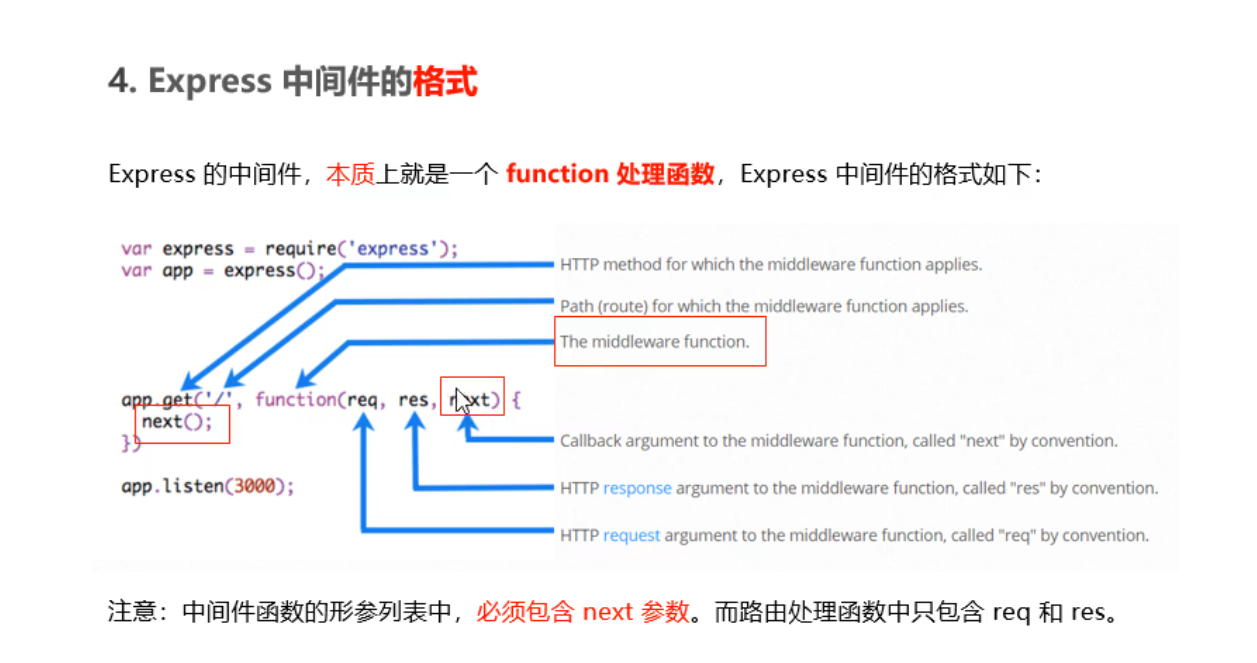 4. Express 中间件的格式
Express 的中间件，本质上就是一个 function 处理函数，Express 中间件的格式如下：
var express = require('express');
var app = express();
HTTP method for which the middleware function applies.
Path (route) for which the middleware function applies.
The middleware function.
app.get('/', function(req, res, next) {
next();
})
Callback argument to the middleware function, called "next" by convention.
app.listen(3000);
HTTP response argument to the middleware function, called "res" by convention.
HTTP request argument to the middleware function, called "req" by convention.
注意：中间件函数的形参列表中，必须包含 next 参数。而路由处理函数中只包含 req 和 res。